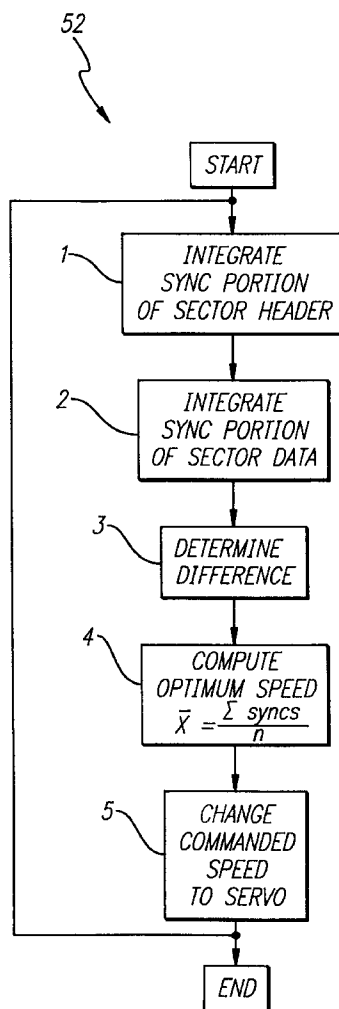 52
START
1
INTEGRATE
SYNC PORTION
OF SECTOR HEADER
2
INTEGRATE
SYNC PORTION
OF SECTOR DATA
3
DETERMINE
DIFFERENCE
4
COMPUTE
OPTIMUM SPEED
X̄ = Σ syncs / n
5
CHANGE
COMMANDED
SPEED
TO SERVO
END